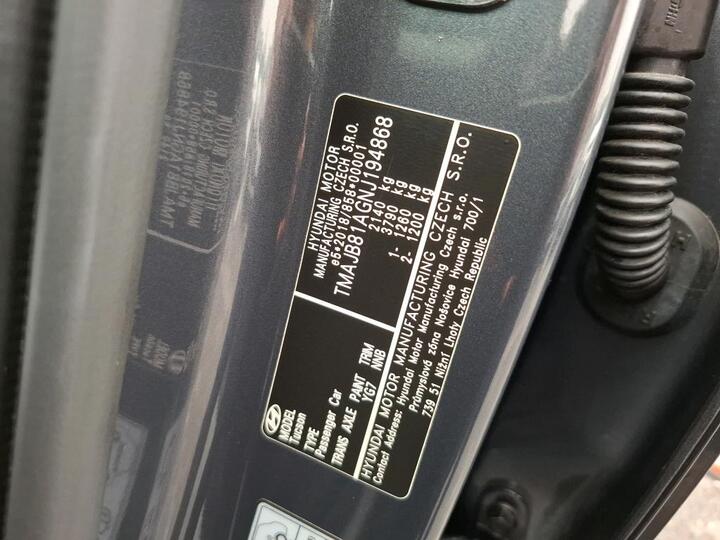 HYUNDAI MOTOR
MANUFACTURING CZECH S.R.O.
e5*2018/858*00001
TMAJB81AGNJ194868
2140 kg
3790 kg
1- 1260 kg
2- 1200 kg
MODEL
Tucson
TYPE
Passenger Car
TRANS AXLE PAINT TRIM
YG7 NNB
HYUNDAI MOTOR MANUFACTURING CZECH S.R.O.
Contact Address: Hyundai Motor Manufacturing Czech s.r.o.
Průmyslová zóna Nošovice Hyundai 700/1
739 51 Nižní Lhoty Czech Republic